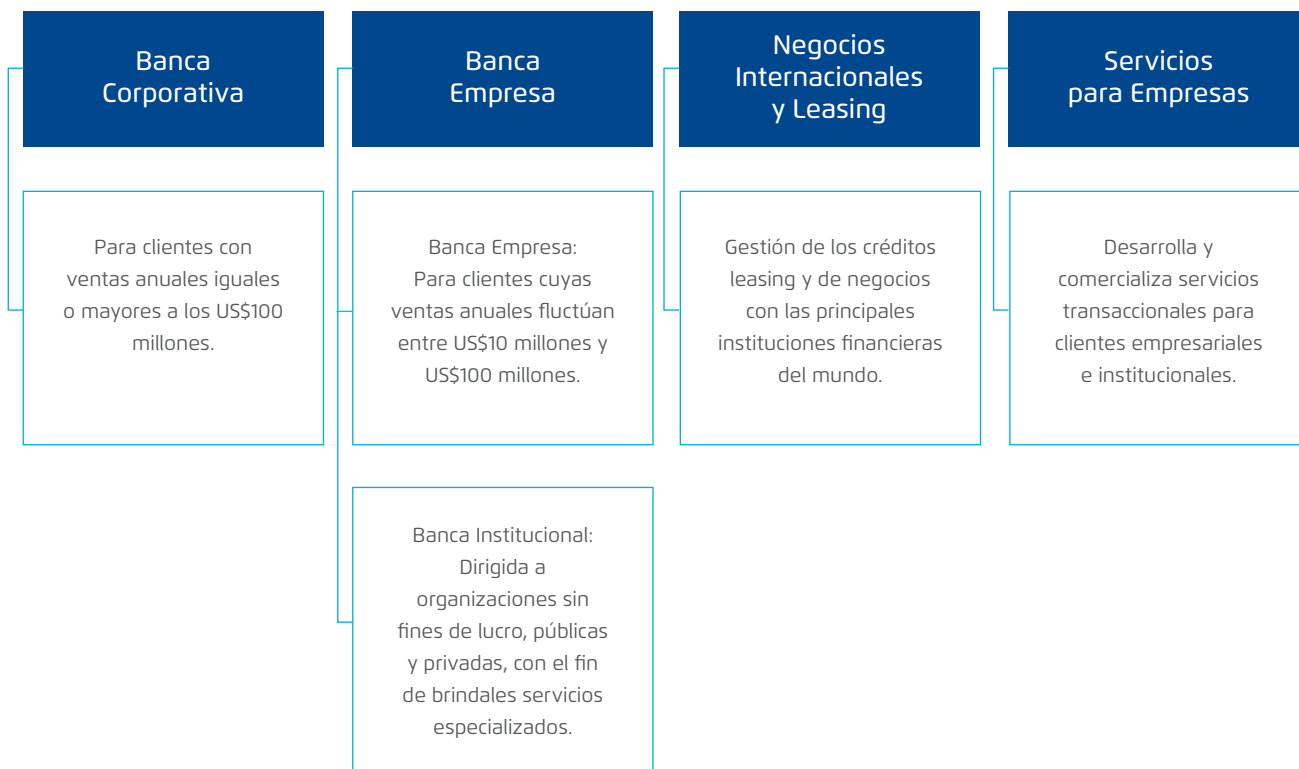 Banca
Corporativa
Para clientes con
ventas anuales iguales
o mayores a los US$100
millones.
Banca
Empresa
Banca Empresa:
Para clientes cuyas
ventas anuales fluctúan
entre US$10 millones y
US$100 millones.
Banca Institucional:
Dirigida a
organizaciones sin
fines de lucro, públicas
y privadas, con el fin
de brindales servicios
especializados.
Negocios
Internacionales
y Leasing
Gestión de los créditos
leasing y de negocios
con las principales
instituciones financieras
del mundo.
Servicios
para Empresas
Desarrolla y
comercializa servicios
transaccionales para
clientes empresariales
e institucionales.